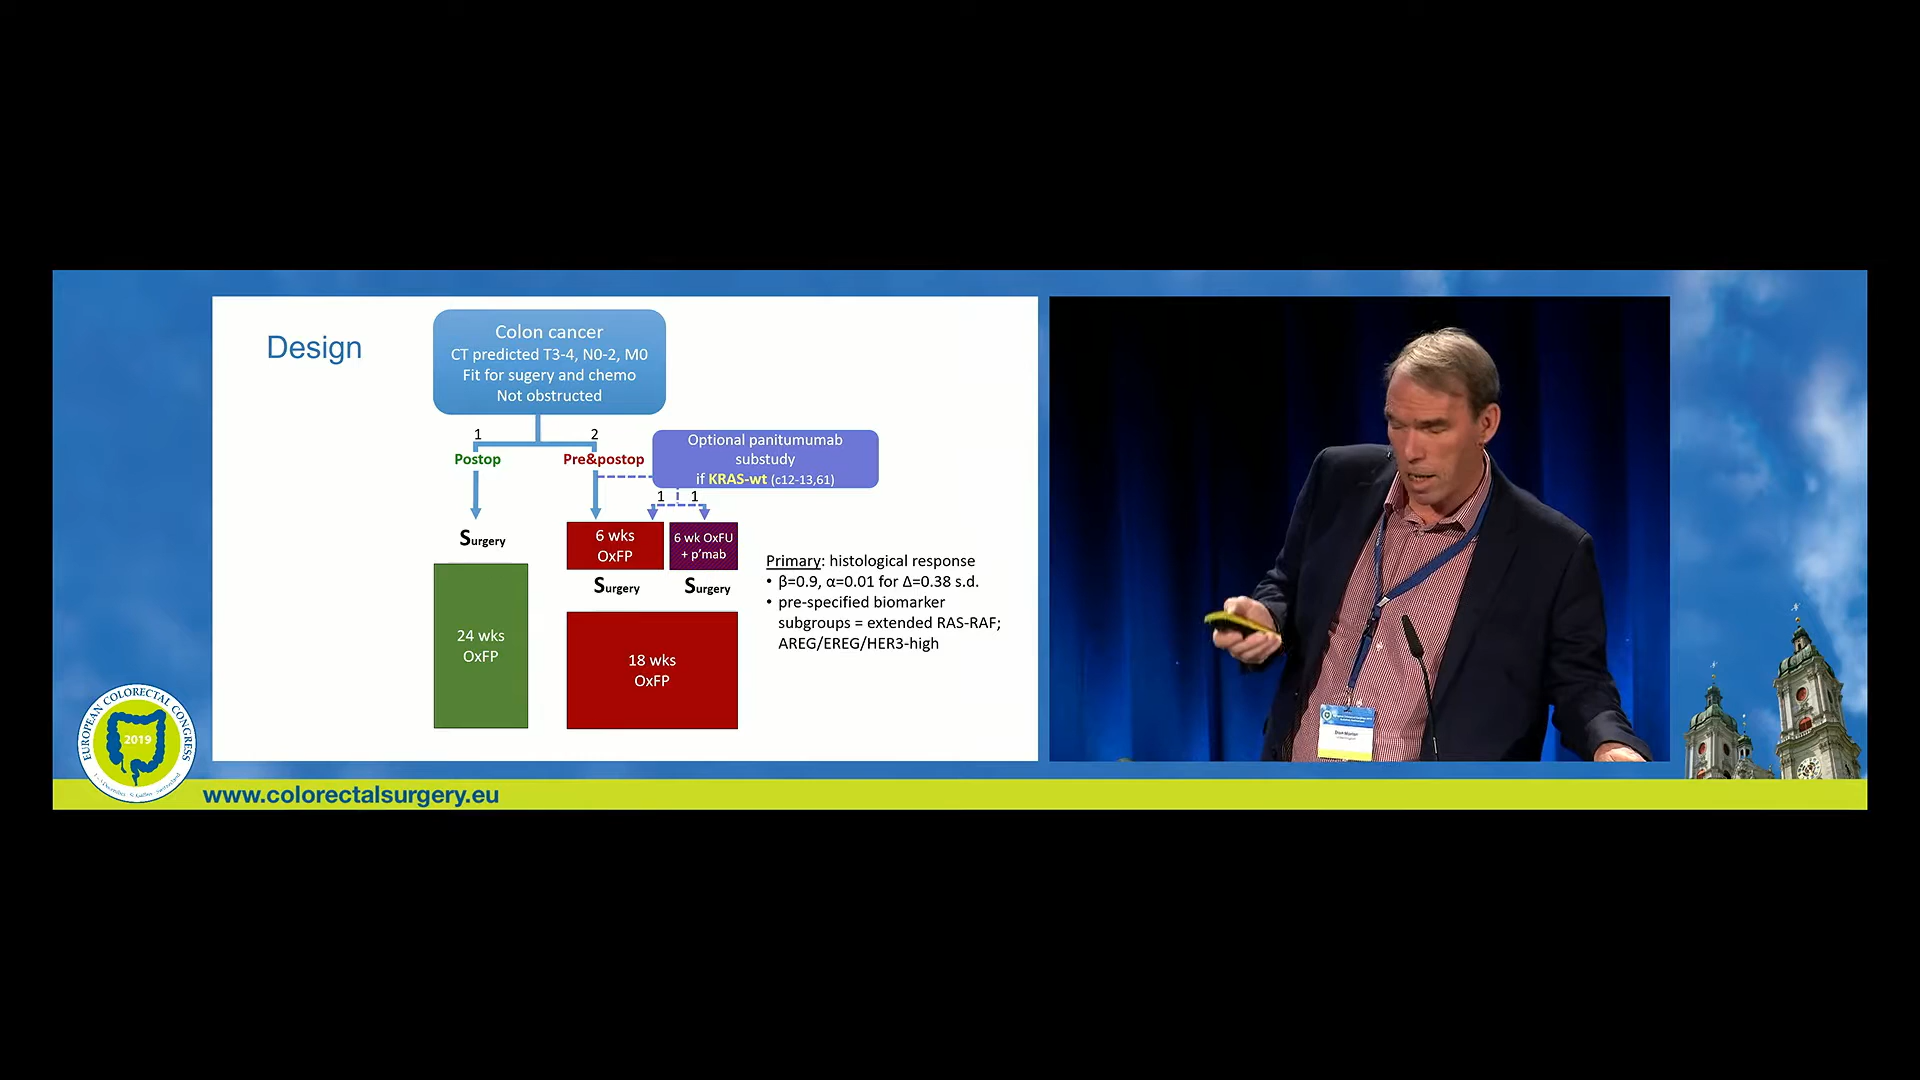 Design
Colon cancer
CT predicted T3-4, N0-2, M0
Fit for sugery and chemo
Not obstructed
1
2
Postop
Pre&postop
Optional panitumumab
substudy
if KRAS-wt (c12-13,61)
1
1
Surgery
6 wks
OxFP
6 wk OxFU
+ p'mab
Surgery
Surgery
24 wks
OxFP
18 wks
OxFP
Primary: histological response
• β=0.9, α=0.01 for Δ=0.38 s.d.
• pre-specified biomarker
subgroups = extended RAS-RAF;
AREG/EREG/HER3-high
EUROPEAN COLORECTAL CONGRESS
2019
www.colorectalsurgery.eu